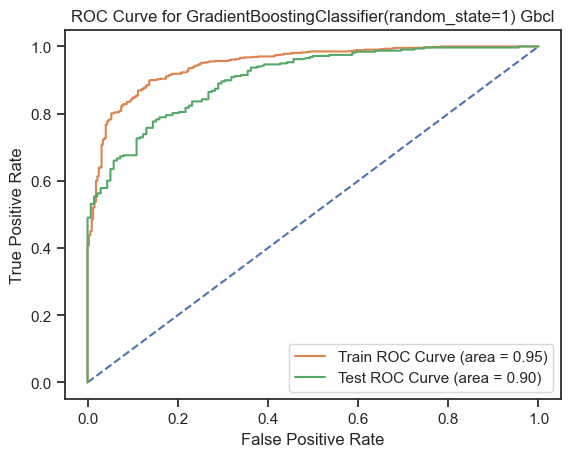 ROC Curve for GradientBoostingClassifier(random_state=1) Gbcl
1.0
0.8
0.6
0.4
0.2
0.0
True Positive Rate
Train ROC Curve (area = 0.95)
Test ROC Curve (area = 0.90)
0.0 0.2 0.4 0.6 0.8 1.0
False Positive Rate